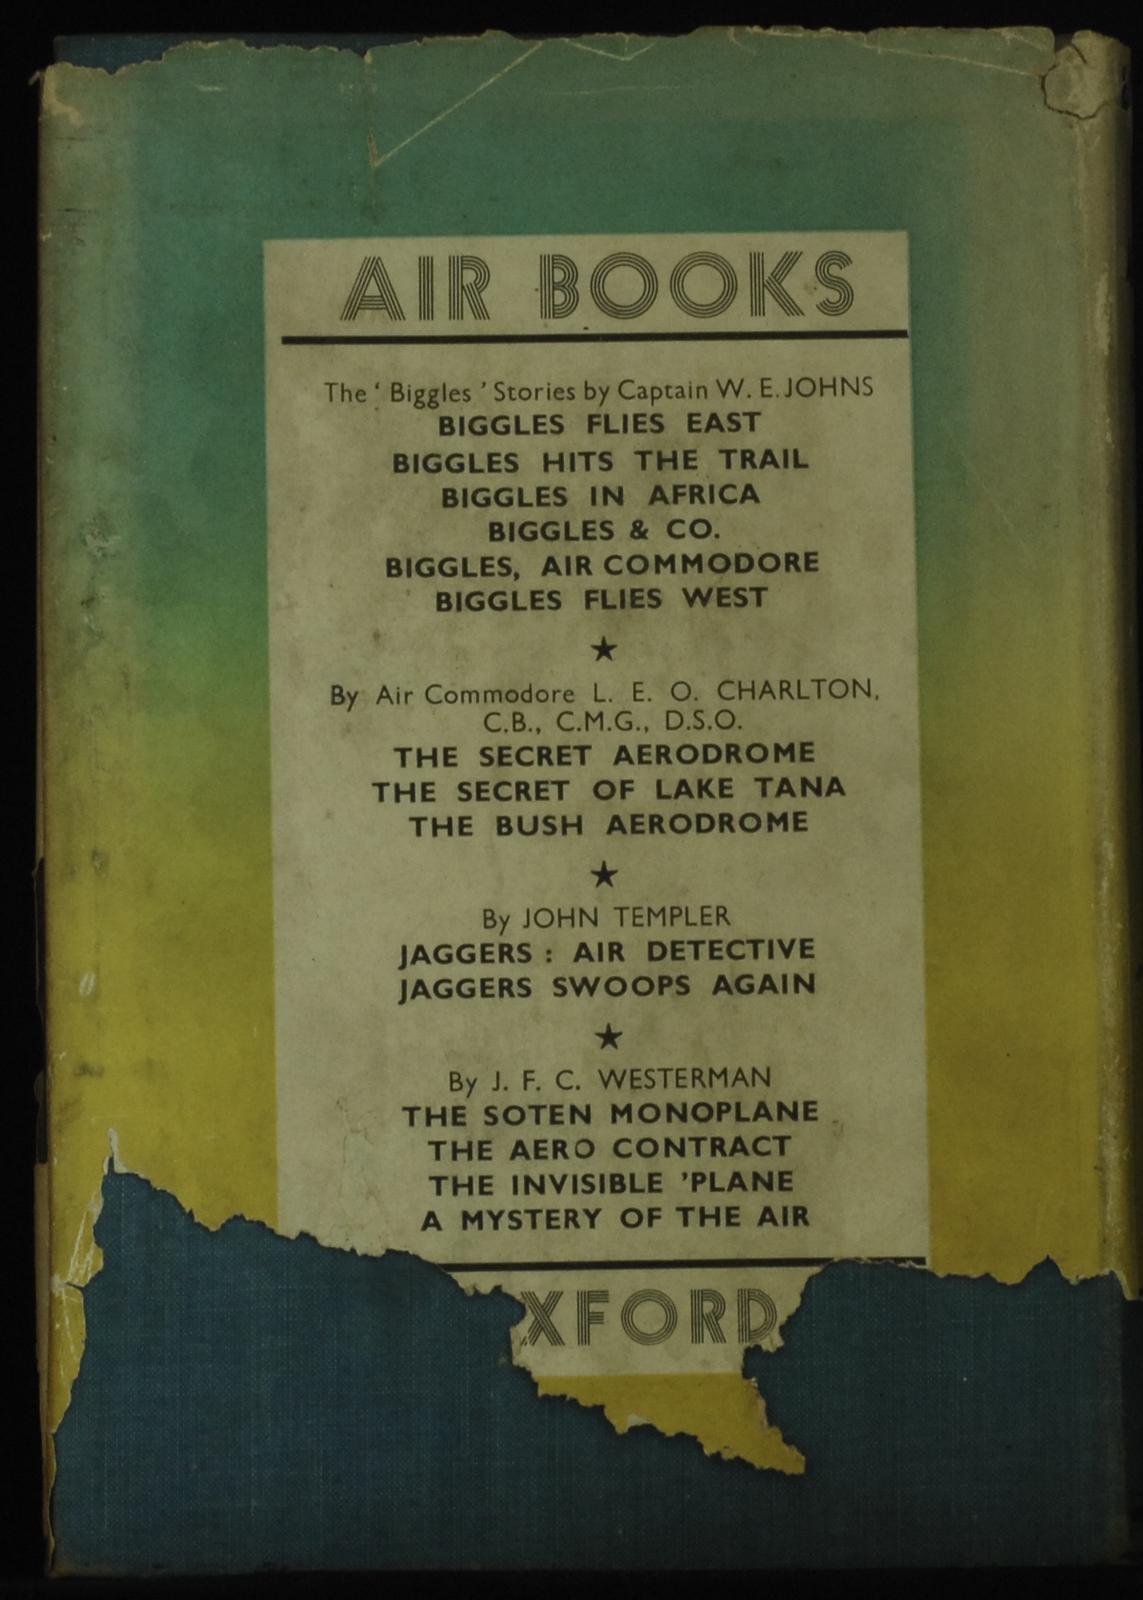 AIR BOOKS
The ‘ Biggles ’ Stories by Captain W. E. JOHNS
BIGGLES FLIES EAST
BIGGLES HITS THE TRAIL
BIGGLES IN AFRICA
BIGGLES & CO.
BIGGLES, AIR COMMODORE
BIGGLES FLIES WEST
★
By Air Commodore L. E. O. CHARLTON,
C.B., C.M.G., D.S.O.
THE SECRET AERODROME
THE SECRET OF LAKE TANA
THE BUSH AERODROME
★
By JOHN TEMPLER
JAGGERS : AIR DETECTIVE
JAGGERS SWOOPS AGAIN
★
By J. F. C. WESTERMAN
THE SOTEN MONOPLANE
THE AERO CONTRACT
THE INVISIBLE ’PLANE
A MYSTERY OF THE AIR
XFORD